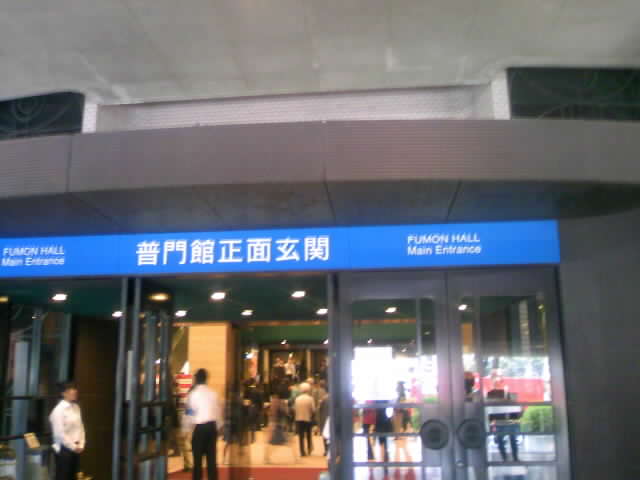 FUMON HALL
Main Entrance
普門館正面玄関
FUMON HALL
Main Entrance